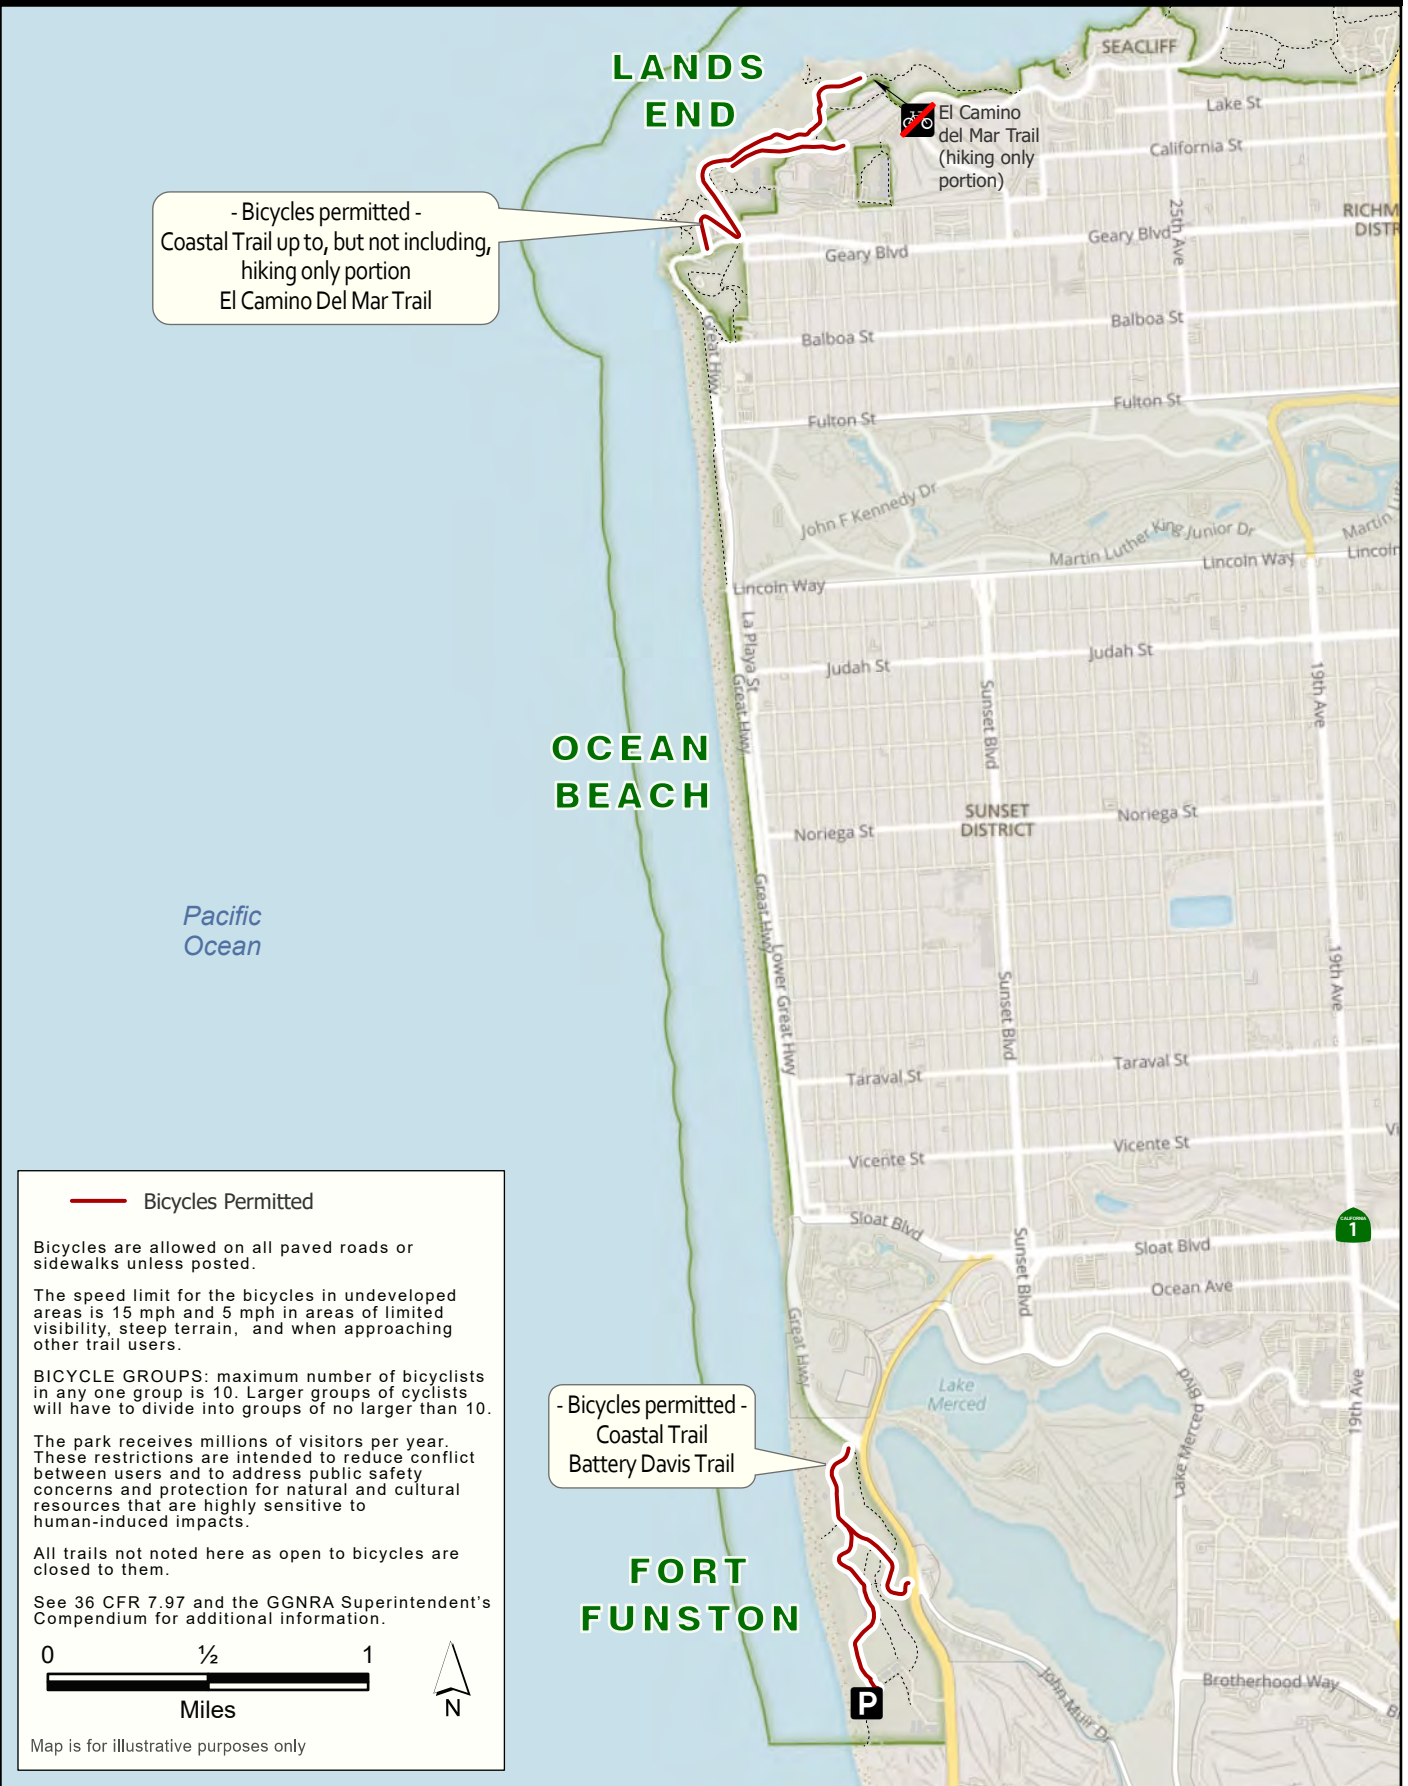 LANDS
END
SEACLIFF
Lake St
El Camino
del Mar Trail
(hiking only
portion)
California St
- Bicycles permitted -
Coastal Trail up to, but not including,
hiking only portion
El Camino Del Mar Trail
25th Ave
RICHM
DISTR
Geary Blvd
Geary Blvd
Great Hwy
Balboa St
Balboa St
Fulton St
Fulton St
John F Kennedy Dr
Martin Luther King Junior Dr
Martin Lut
Lincoln Way
Lincoln Way
Lincoln
La Playa St
Judah St
Judah St
Great Hwy
Sunset Blvd
19th Ave
OCEAN
BEACH
SUNSET
DISTRICT
Noriega St
Noriega St
Great Hwy
Pacific
Ocean
Lower Great Hwy
Sunset Blvd
19th Ave
Taraval St
Taraval St
Vicente St
Vicente St
Vi
Sloat Blvd
Sloat Blvd
CALIFORNIA
1
Sunset Blvd
Ocean Ave
Great Hwy
Lake
Merced
Lake Merced Blvd
19th Ave
- Bicycles permitted -
Coastal Trail
Battery Davis Trail
FORT
FUNSTON
P
John Muir Dr
Brotherhood Way
B
Bicycles Permitted
Bicycles are allowed on all paved roads or
sidewalks unless posted.
The speed limit for the bicycles in undeveloped
areas is 15 mph and 5 mph in areas of limited
visibility, steep terrain, and when approaching
other trail users.
BICYCLE GROUPS: maximum number of bicyclists
in any one group is 10. Larger groups of cyclists
will have to divide into groups of no larger than 10.
The park receives millions of visitors per year.
These restrictions are intended to reduce conflict
between users and to address public safety
concerns and protection for natural and cultural
resources that are highly sensitive to
human-induced impacts.
All trails not noted here as open to bicycles are
closed to them.
See 36 CFR 7.97 and the GGNRA Superintendent's
Compendium for additional information.
0 ½ 1
Miles
N
Map is for illustrative purposes only